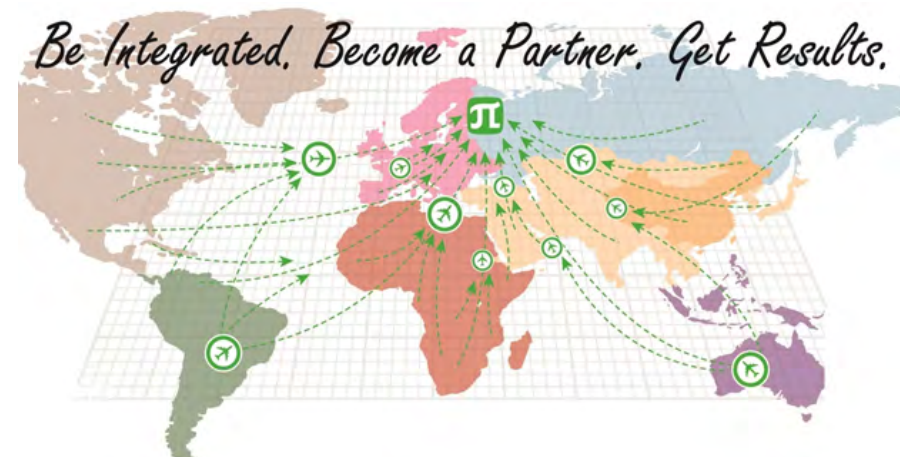 Be Integrated. Become a Partner. Get Results.
π